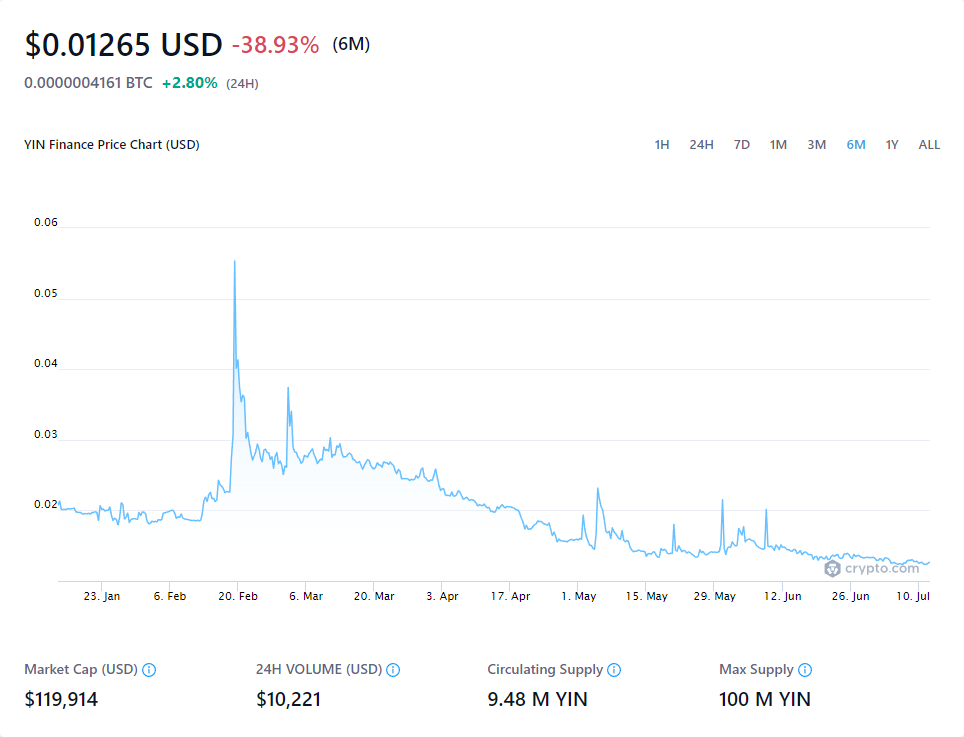 $0.01265 USD -38.93% (6M)
0.0000004161 BTC +2.80% (24H)
YIN Finance Price Chart (USD) 1H 24H 7D 1M 3M 6M 1Y ALL
0.06
0.05
0.04
0.03
0.02
crypto.com
23. Jan 6. Feb 20. Feb 6. Mar 20. Mar 3. Apr 17. Apr 1. May 15. May 29. May 12. Jun 26. Jun 10. Jul
Market Cap (USD) 24H VOLUME (USD) Circulating Supply Max Supply
$119,914 $10,221 9.48 M YIN 100 M YIN